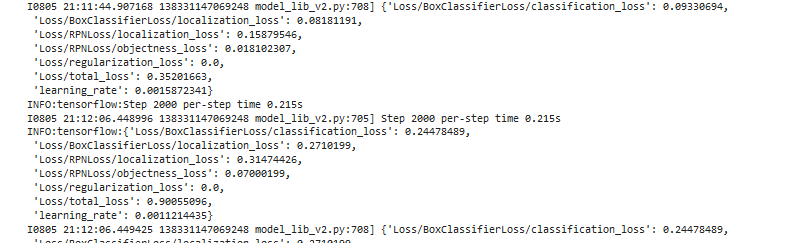 I0805 21:11:44.907168 138331147069248 model_lib_v2.py:708] {'Loss/BoxClassifierLoss/classification_loss': 0.09330694,
'Loss/BoxClassifierLoss/localization_loss': 0.08181191,
'Loss/RPNLoss/localization_loss': 0.15879546,
'Loss/RPNLoss/objectness_loss': 0.018102307,
'Loss/regularization_loss': 0.0,
'Loss/total_loss': 0.35201663,
'learning_rate': 0.0015872341}
INFO:tensorflow:Step 2000 per-step time 0.215s
I0805 21:12:06.448996 138331147069248 model_lib_v2.py:705] Step 2000 per-step time 0.215s
INFO:tensorflow:{'Loss/BoxClassifierLoss/classification_loss': 0.24478489,
'Loss/BoxClassifierLoss/localization_loss': 0.2710199,
'Loss/RPNLoss/localization_loss': 0.31474426,
'Loss/RPNLoss/objectness_loss': 0.07000199,
'Loss/regularization_loss': 0.0,
'Loss/total_loss': 0.90055096,
'learning_rate': 0.0011214435}
I0805 21:12:06.449425 138331147069248 model_lib_v2.py:708] {'Loss/BoxClassifierLoss/classification_loss': 0.24478489,
'Loss/BoxClassifierLoss/localization_loss': 0.2710199,